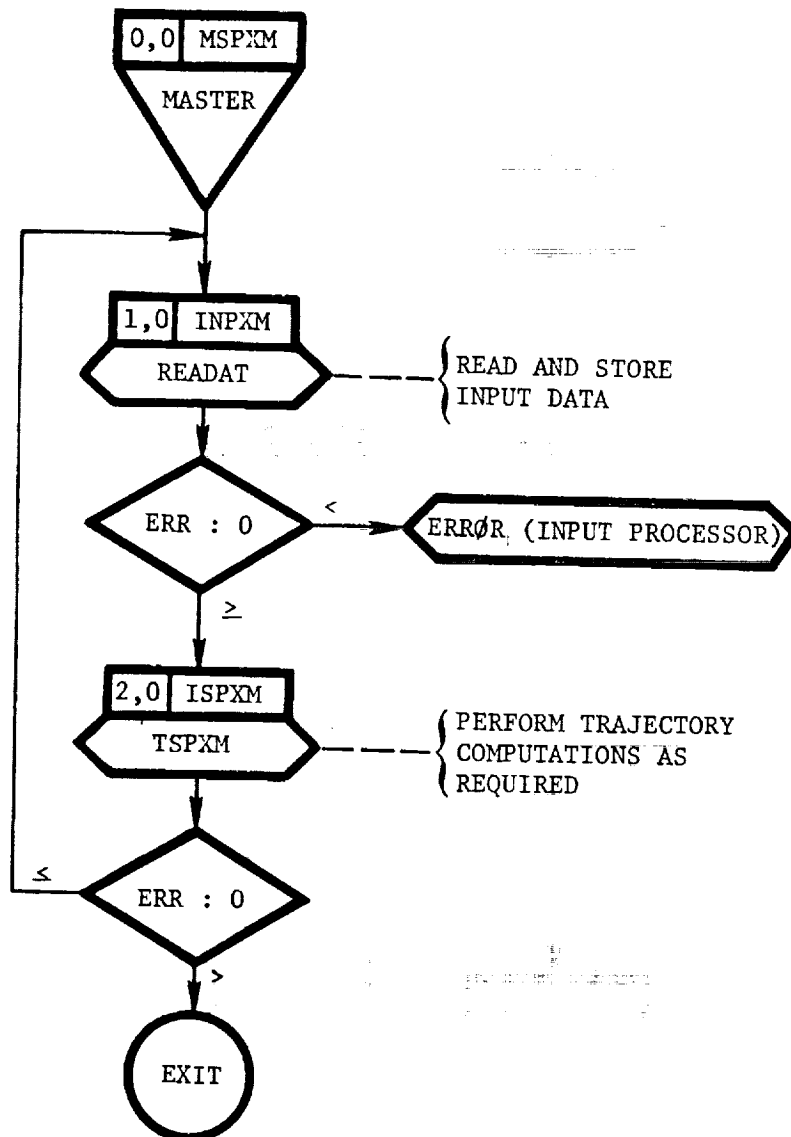 0,0 MSPXM
MASTER
1,0 INPXM
READAT
READ AND STORE
INPUT DATA
ERR : 0
<
ERRØR (INPUT PROCESSOR)
≥
2,0 ISPXM
TSPXM
PERFORM TRAJECTORY
COMPUTATIONS AS
REQUIRED
≤
ERR : 0
>
EXIT